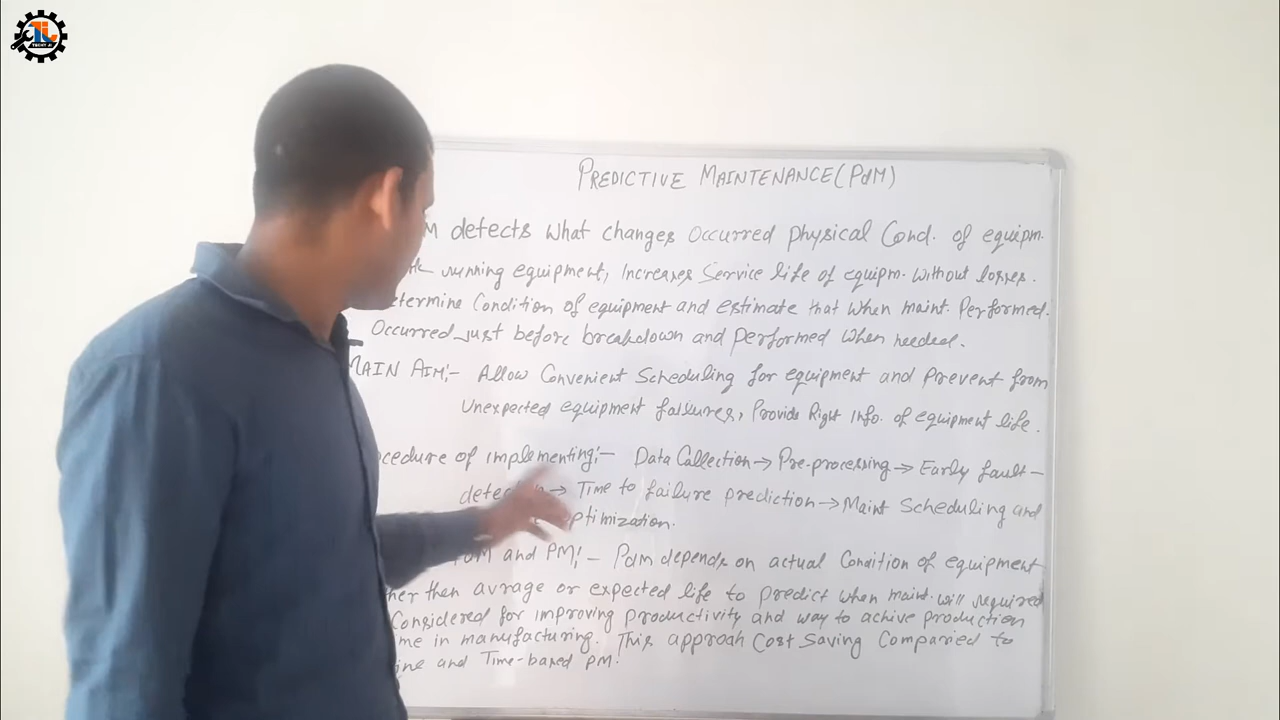 TECHY JI
PREDICTIVE MAINTENANCE (PdM)
M detects what changes Occurred physical Cond. of equipm.
running equipment, Increases Service life of equipm. Without losses.
etermine Condition of equipment and estimate that when maint. Performed.
Occurred Just before breakdown and performed when needed.
MAIN AIM:- Allow Convenient Scheduling for equipment and Prevent from
Unexpected equipment failures, Provide Right Info. of equipment life.
cedure of implementing:- Data Collection → Pre-processing → Early fault-
→ Time to failure prediction → Maint Scheduling and
ptimization.
PdM and PM:- Pdm depends on actual Condition of equipment
her then avrage or expected life to predict when maint. will required
Considered for improving productivity and way to achive production
me in manufacturing. This approah Cost Saving Comparied to
ine and Time-based PM.